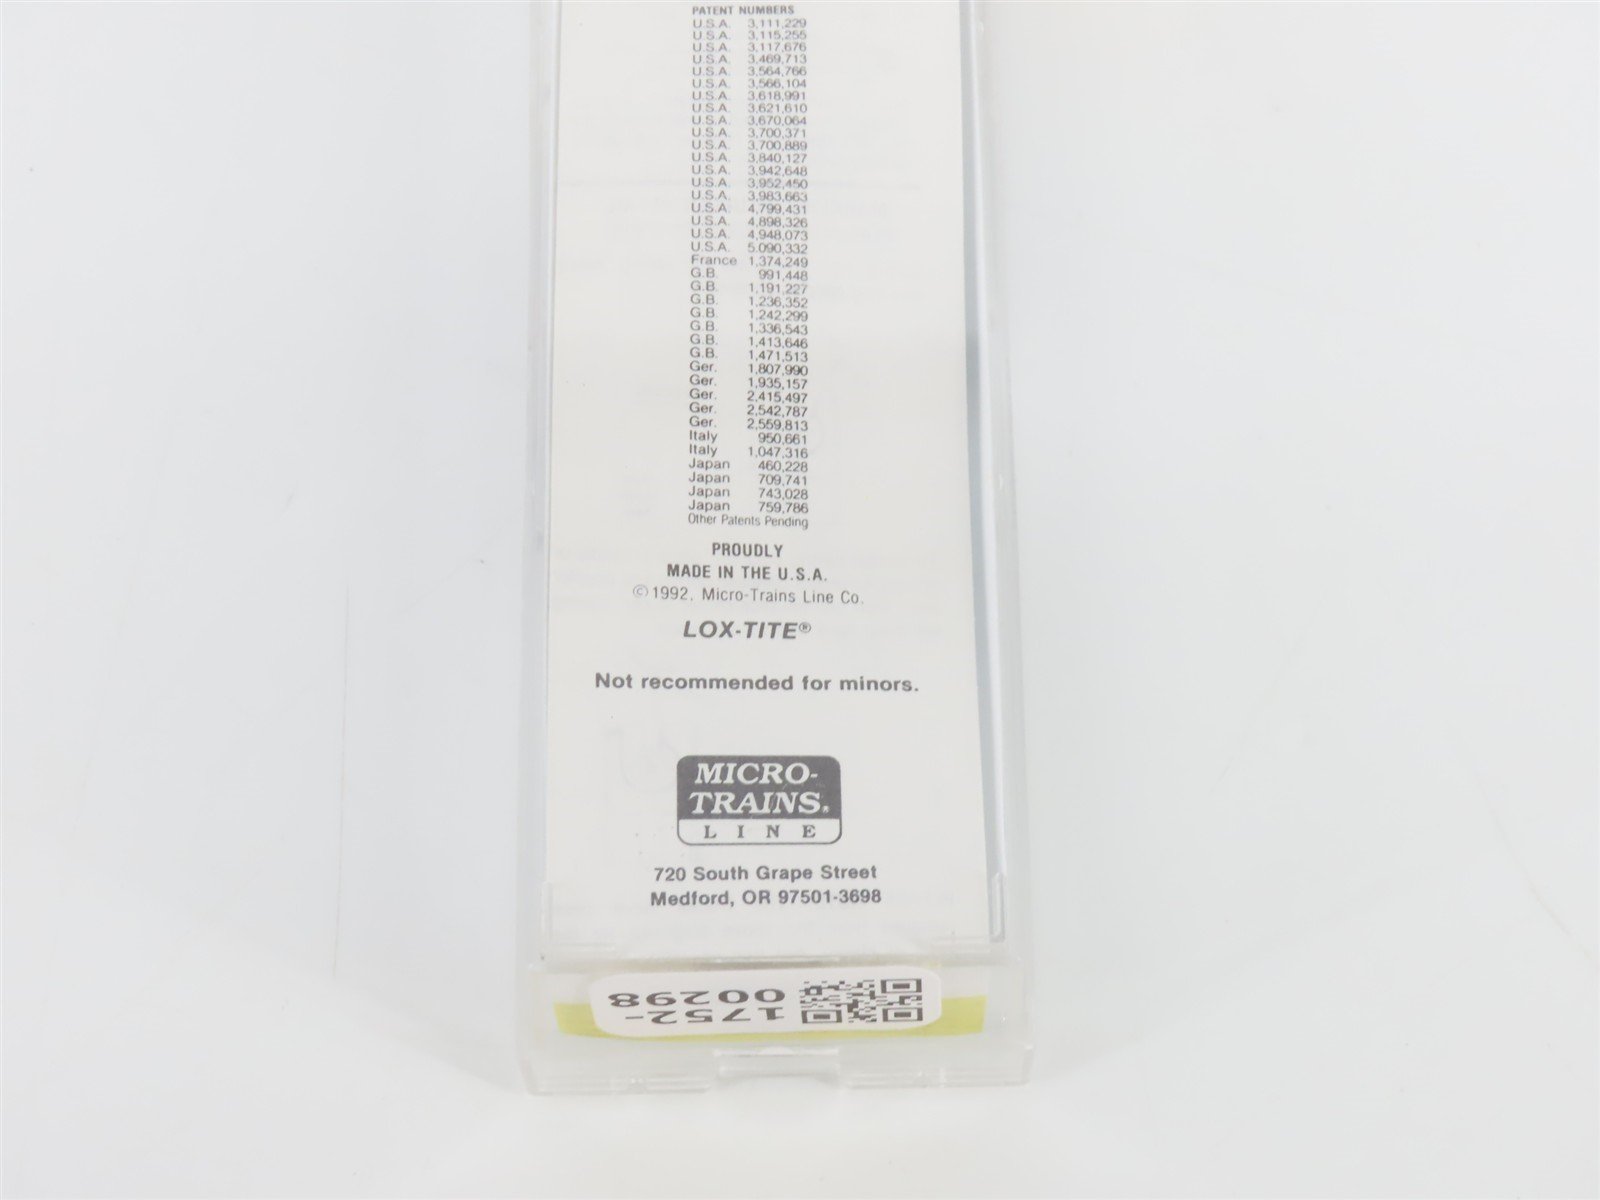 PATENT NUMBERS
U.S.A. 3,111,229
U.S.A. 3,115,255
U.S.A. 3,117,676
U.S.A. 3,469,713
U.S.A. 3,564,766
U.S.A. 3,566,104
U.S.A. 3,618,991
U.S.A. 3,621,610
U.S.A. 3,670,064
U.S.A. 3,700,371
U.S.A. 3,700,889
U.S.A. 3,840,127
U.S.A. 3,942,648
U.S.A. 3,952,450
U.S.A. 3,983,663
U.S.A. 4,799,431
U.S.A. 4,898,326
U.S.A. 4,948,073
U.S.A. 5,090,332
France 1,374,249
G.B. 991,448
G.B. 1,191,227
G.B. 1,236,352
G.B. 1,242,299
G.B. 1,336,543
G.B. 1,413,646
G.B. 1,471,513
Ger. 1,807,990
Ger. 1,935,157
Ger. 2,415,497
Ger. 2,542,787
Ger. 2,559,813
Italy 950,661
Italy 1,047,316
Japan 460,228
Japan 709,741
Japan 743,028
Japan 759,786
Other Patents Pending
PROUDLY
MADE IN THE U.S.A.
©1992, Micro-Trains Line Co.
LOX-TITE®
Not recommended for minors.
MICRO-
TRAINS®
LINE
720 South Grape Street
Medford, OR 97501-3698
1752-
00298